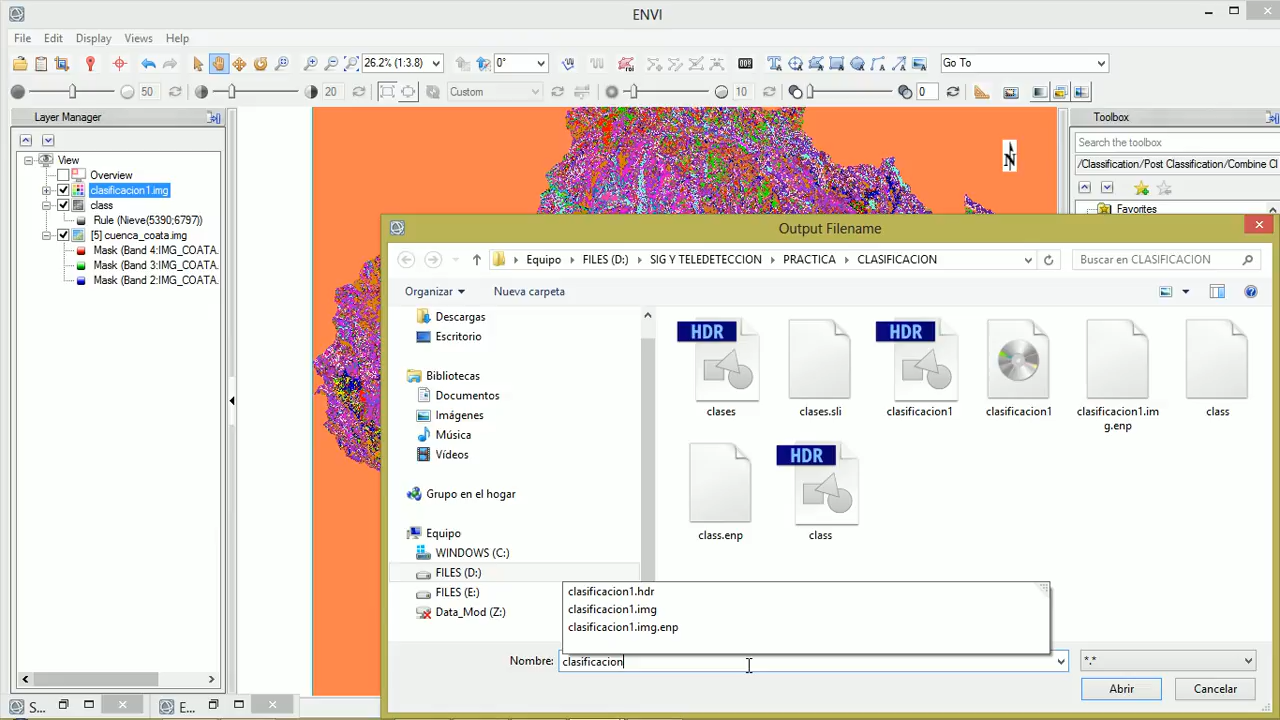 ENVI
File Edit Display Views Help
26.2% (1:3.8) 0° Go To
50 20 Custom 10 0
Layer Manager
View
Overview
clasificacion1.img
class
Rule (Nieve(5390;6797))
[5] cuenca_coata.img
Mask (Band 4:IMG_COATA.
Mask (Band 3:IMG_COATA.
Mask (Band 2:IMG_COATA.
S...
E...
N
Toolbox
Search the toolbox
/Classification/Post Classification/Combine Cl
Favorites
Output Filename
Equipo FILES (D:) SIG Y TELEDETECCION PRACTICA CLASIFICACION
Buscar en CLASIFICACION
Organizar Nueva carpeta
Descargas
Escritorio
Bibliotecas
Documentos
Imágenes
Música
Vídeos
Grupo en el hogar
Equipo
WINDOWS (C:)
FILES (D:)
FILES (E:)
Data_Mod (Z:)
HDR
clases
clases.sli
HDR
clasificacion1
clasificacion1
clasificacion1.im
g.enp
class
class.enp
HDR
class
clasificacion1.hdr
clasificacion1.img
clasificacion1.img.enp
Nombre: clasificacion
*.*
Abrir Cancelar